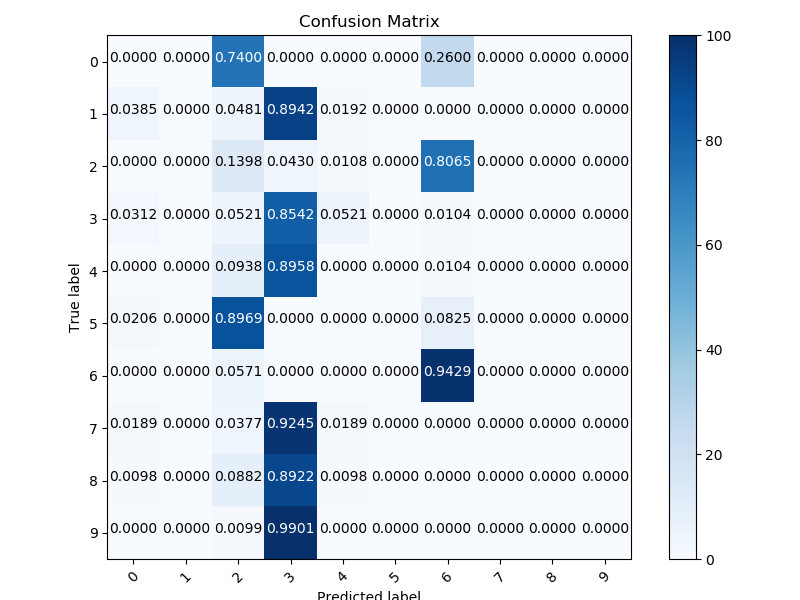 Confusion Matrix
0 0.0000 0.0000 0.7400 0.0000 0.0000 0.0000 0.2600 0.0000 0.0000 0.0000
1 0.0385 0.0000 0.0481 0.8942 0.0192 0.0000 0.0000 0.0000 0.0000 0.0000
2 0.0000 0.0000 0.1398 0.0430 0.0108 0.0000 0.8065 0.0000 0.0000 0.0000
3 0.0312 0.0000 0.0521 0.8542 0.0521 0.0000 0.0104 0.0000 0.0000 0.0000
4 0.0000 0.0000 0.0938 0.8958 0.0000 0.0000 0.0104 0.0000 0.0000 0.0000
5 0.0206 0.0000 0.8969 0.0000 0.0000 0.0000 0.0825 0.0000 0.0000 0.0000
6 0.0000 0.0000 0.0571 0.0000 0.0000 0.0000 0.9429 0.0000 0.0000 0.0000
7 0.0189 0.0000 0.0377 0.9245 0.0189 0.0000 0.0000 0.0000 0.0000 0.0000
8 0.0098 0.0000 0.0882 0.8922 0.0098 0.0000 0.0000 0.0000 0.0000 0.0000
9 0.0000 0.0000 0.0099 0.9901 0.0000 0.0000 0.0000 0.0000 0.0000 0.0000
0 1 2 3 4 5 6 7 8 9
True label
Predicted label
100
80
60
40
20
0